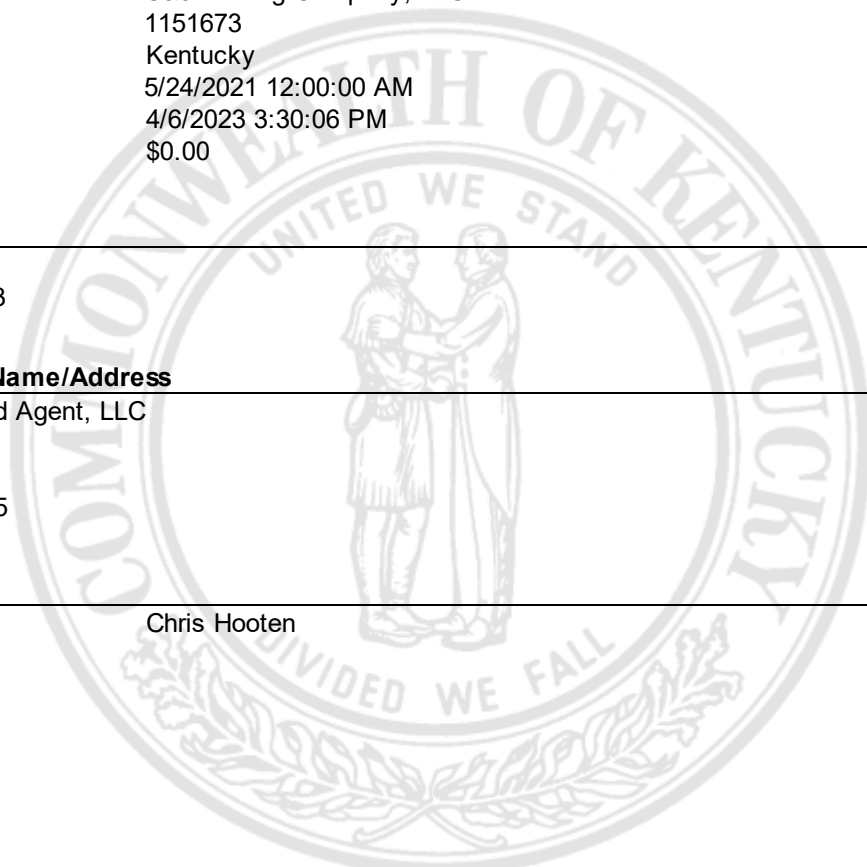 1151673
Kentucky
5/24/2021 12:00:00 AM
4/6/2023 3:30:06 PM
$0.00
COMMONWEALTH OF KENTUCKY
UNITED WE STAND
3
Name/Address
d Agent, LLC
5
Chris Hooten
DIVIDED WE FALL